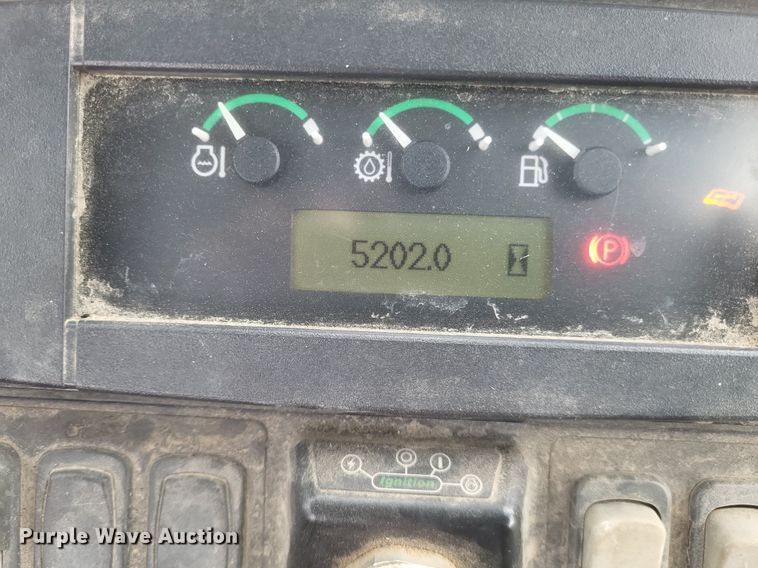 5202.0
P
Ignition
Purple Wave Auction®